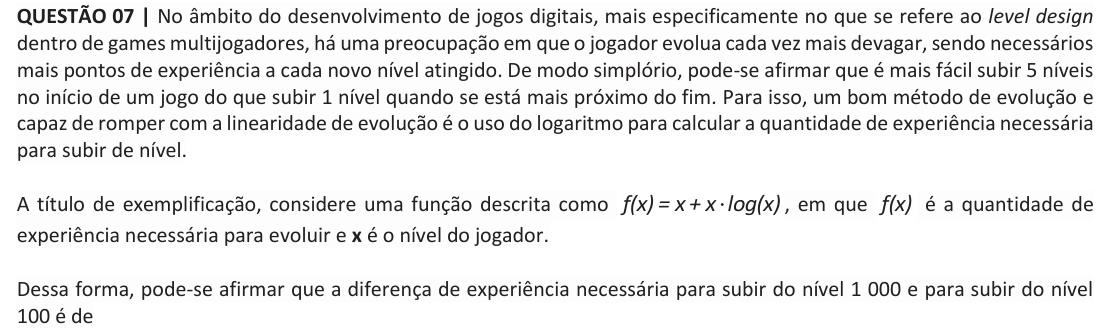 QUESTÃO 07 | No âmbito do desenvolvimento de jogos digitais, mais especificamente no que se refere ao level design
dentro de games multijogadores, há uma preocupação em que o jogador evolua cada vez mais devagar, sendo necessários
mais pontos de experiência a cada novo nível atingido. De modo simplório, pode-se afirmar que é mais fácil subir 5 níveis
no início de um jogo do que subir 1 nível quando se está mais próximo do fim. Para isso, um bom método de evolução e
capaz de romper com a linearidade de evolução é o uso do logaritmo para calcular a quantidade de experiência necessária
para subir de nível.
A título de exemplificação, considere uma função descrita como f(x) = x + x · log(x), em que f(x) é a quantidade de
experiência necessária para evoluir e x é o nível do jogador.
Dessa forma, pode-se afirmar que a diferença de experiência necessária para subir do nível 1 000 e para subir do nível
100 é de